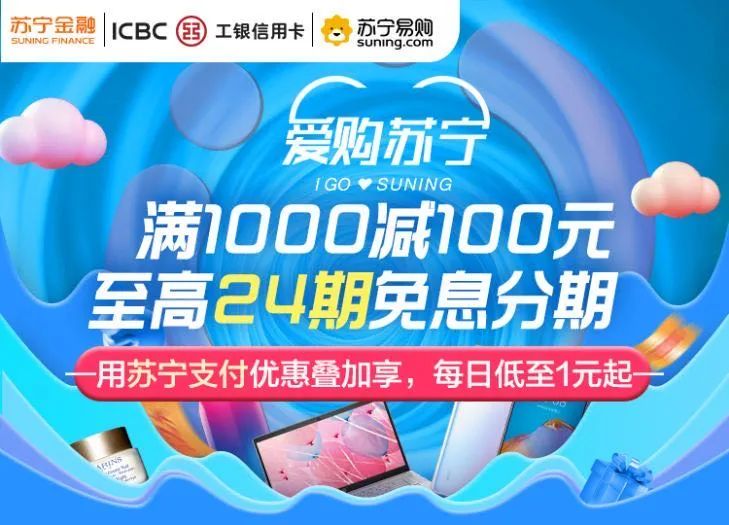 苏宁金融
SUNING FINANCE
ICBC 工银信用卡
苏宁易购
suning.com
爱购苏宁
I GO ♥ SUNING
满1000减100元
至高24期免息分期
用苏宁支付优惠叠加享，每日低至1元起